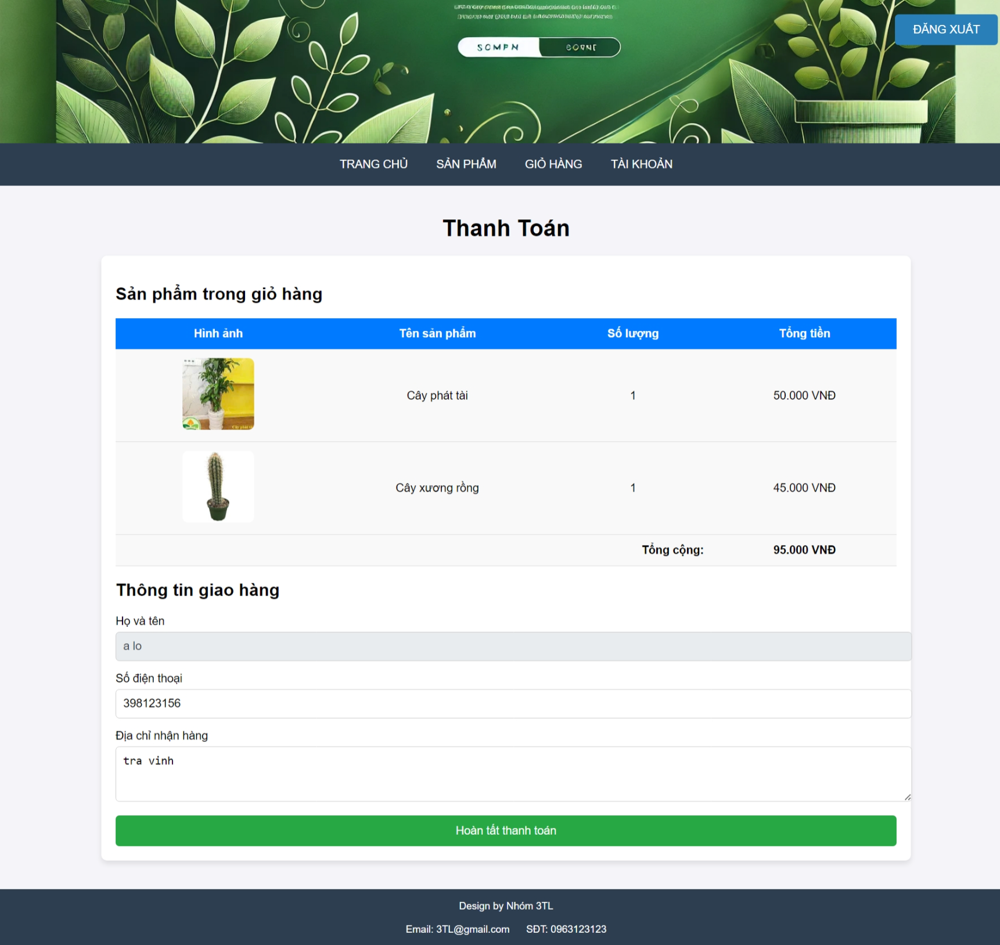 SOMPN
ĐĂNG XUẤT
TRANG CHỦ SẢN PHẨM GIỎ HÀNG TÀI KHOẢN
Thanh Toán
Sản phẩm trong giỏ hàng
Hình ảnh Tên sản phẩm Số lượng Tổng tiền
Cây phát tài 1 50.000 VNĐ
Cây xương rồng 1 45.000 VNĐ
Tổng cộng: 95.000 VNĐ
Thông tin giao hàng
Họ và tên
a lo
Số điện thoại
398123156
Địa chỉ nhận hàng
tra vinh
Hoàn tất thanh toán
Design by Nhóm 3TL
Email: 3TL@gmail.com SĐT: 0963123123